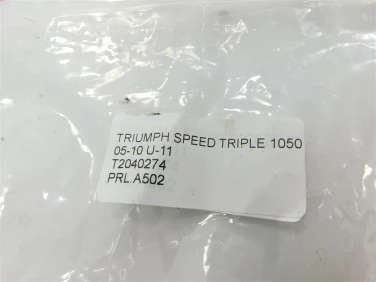 TRIUMPH SPEED TRIPLE 1050
05-10 U-11
T2040274
PRL.A502